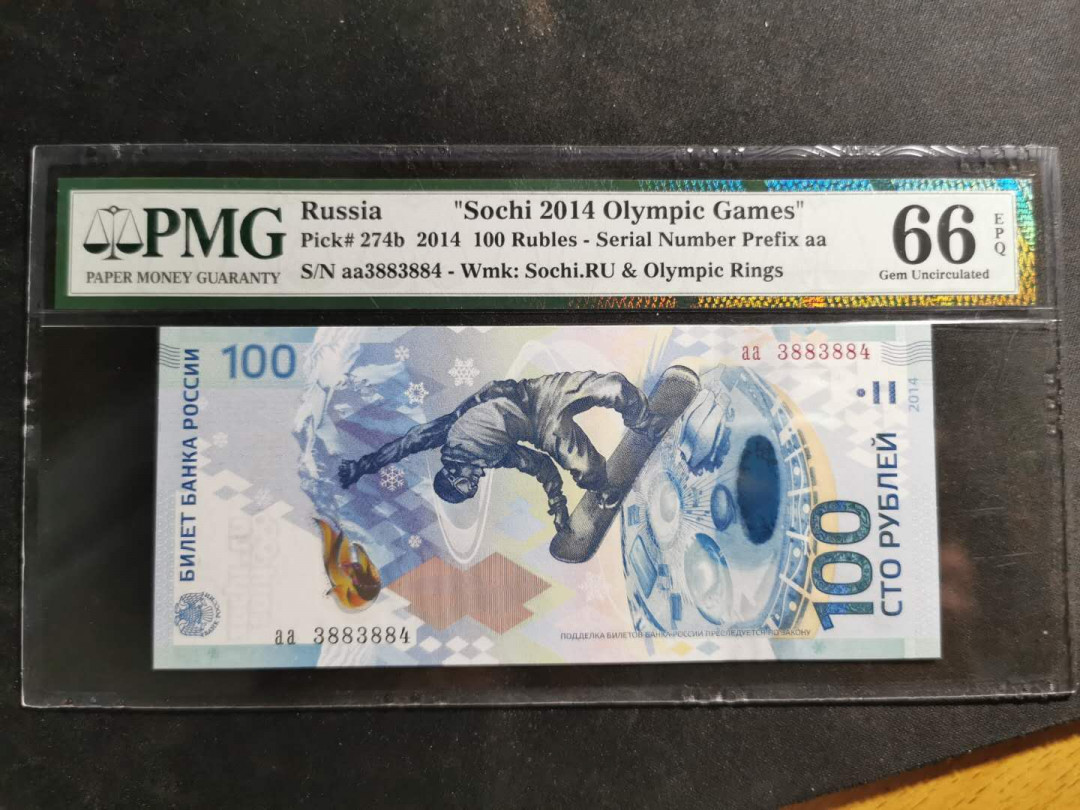 PMG
PAPER MONEY GUARANTY
Russia "Sochi 2014 Olympic Games"
Pick# 274b 2014 100 Rubles - Serial Number Prefix aa
S/N aa3883884 - Wmk: Sochi.RU & Olympic Rings
66
EPQ
Gem Uncirculated
БИЛЕТ БАНКА РОССИИ
100
аа 3883884
2014
100
СТО РУБЛЕЙ
аа 3883884
ПОДДЕЛКА БИЛЕТОВ БАНКА РОССИИ ПРЕСЛЕДУЕТСЯ ПО ЗАКОНУ